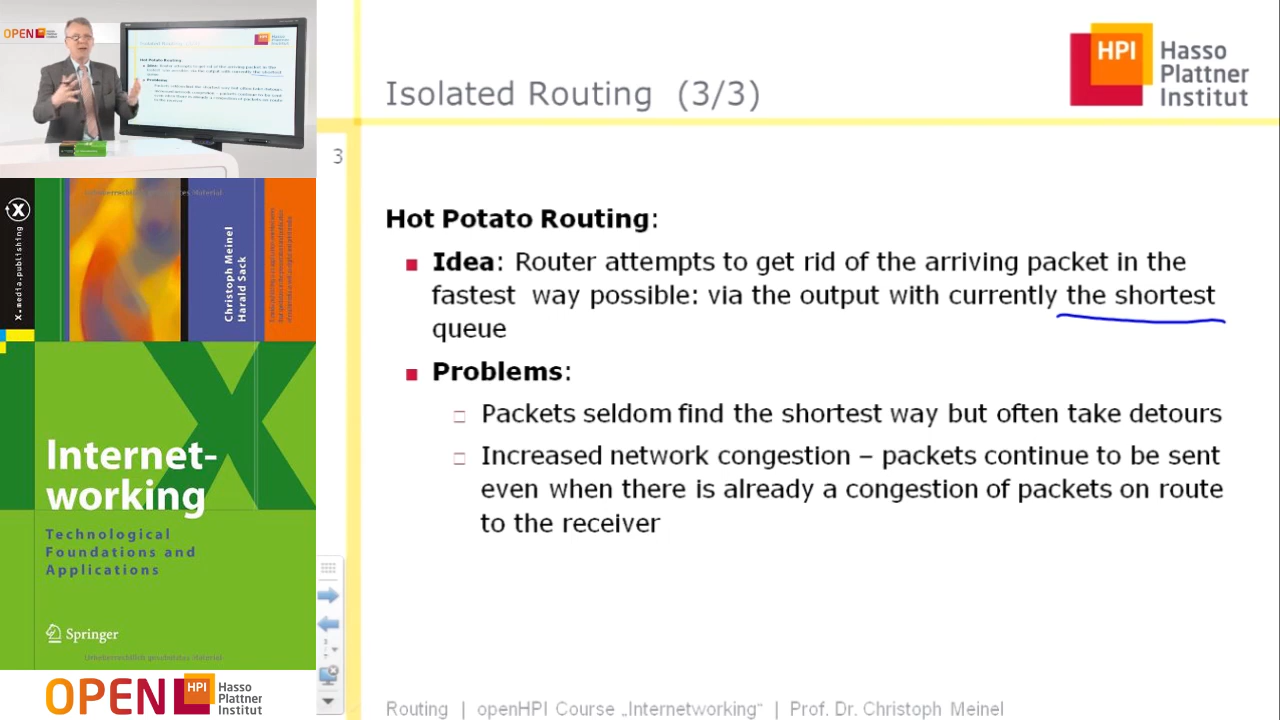 OPEN HPI
Isolated Routing (3/3)
HPI Hasso
Plattner
Institut
3
Hot Potato Routing:
Idea: Router attempts to get rid of the arriving packet in the
fastest way possible: via the output with currently the shortest
queue
Problems:
Packets seldom find the shortest way but often take detours
Increased network congestion – packets continue to be sent
even when there is already a congestion of packets on route
to the receiver
Routing | openHPI Course „Internetworking“ | Prof. Dr. Christoph Meinel
X.media.publishing
Christoph Meinel
Harald Sack
X
Internet-
working
Technological
Foundations and
Applications
Springer
OPEN HPI Hasso
Plattner
Institut